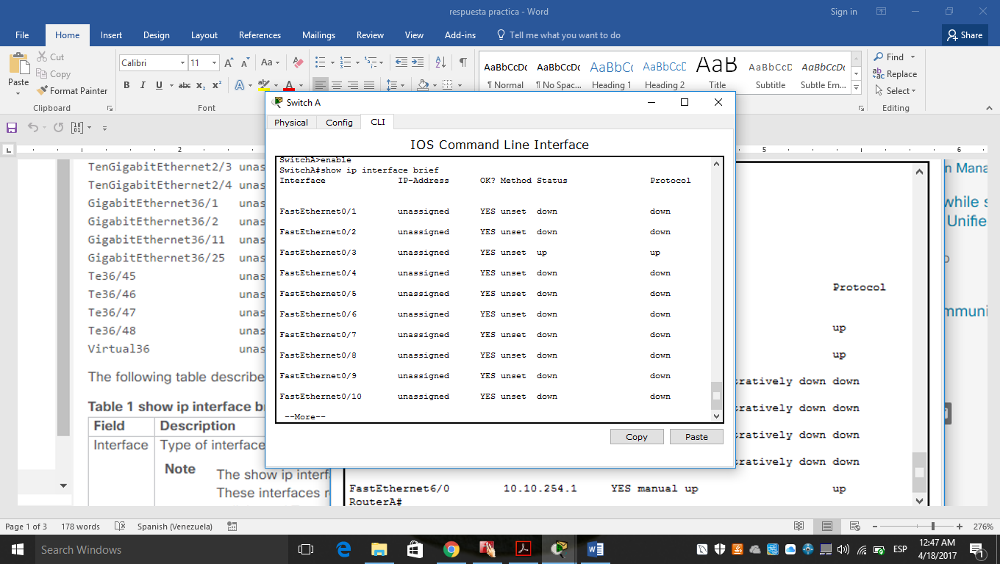 respuesta practica - Word
Sign in
File Home Insert Design Layout References Mailings Review View Add-ins Tell me what you want to do Share
Paste
Cut
Copy
Format Painter
Clipboard
Calibri 11
Aa
B I U abc x₂ x² A ab A
Font
AaBbCcDc AaBbCcDc AaBbC AaBbCcC AaB AaBbCcD AaBbCcDc
¶ Normal ¶ No Spac... Heading 1 Heading 2 Title Subtitle Subtle Em...
Find
Replace
Select
Editing
L 2 5 6
Switch A
Physical Config CLI
IOS Command Line Interface
SwitchA>enable
SwitchA#show ip interface brief
Interface IP-Address OK? Method Status Protocol
FastEthernet0/1 unassigned YES unset down down
FastEthernet0/2 unassigned YES unset down down
FastEthernet0/3 unassigned YES unset up up
FastEthernet0/4 unassigned YES unset down down
FastEthernet0/5 unassigned YES unset down down
FastEthernet0/6 unassigned YES unset down down
FastEthernet0/7 unassigned YES unset down down
FastEthernet0/8 unassigned YES unset down down
FastEthernet0/9 unassigned YES unset down down
FastEthernet0/10 unassigned YES unset down down
--More--
Copy Paste
TenGigabitEthernet2/3 unas
TenGigabitEthernet2/4 unas
GigabitEthernet36/1 unas
GigabitEthernet36/2 unas
GigabitEthernet36/11 unas
GigabitEthernet36/25 unas
Te36/45 unas
Te36/46 unas
Te36/47 unas
Te36/48 unas
Virtual36 unas
The following table describe
Table 1 show ip interface br
Field Description
Interface Type of interface
Note The show ip interf
These interfaces r
n Mana
while s
Unifie
mmuni
Protocol
up
up
ratively down down
ratively down down
ratively down down
ratively down down
FastEthernet6/0 10.10.254.1 YES manual up up
RouterA#
Page 1 of 3 178 words Spanish (Venezuela) 276%
Search Windows
ESP
12:47 AM
4/18/2017
1